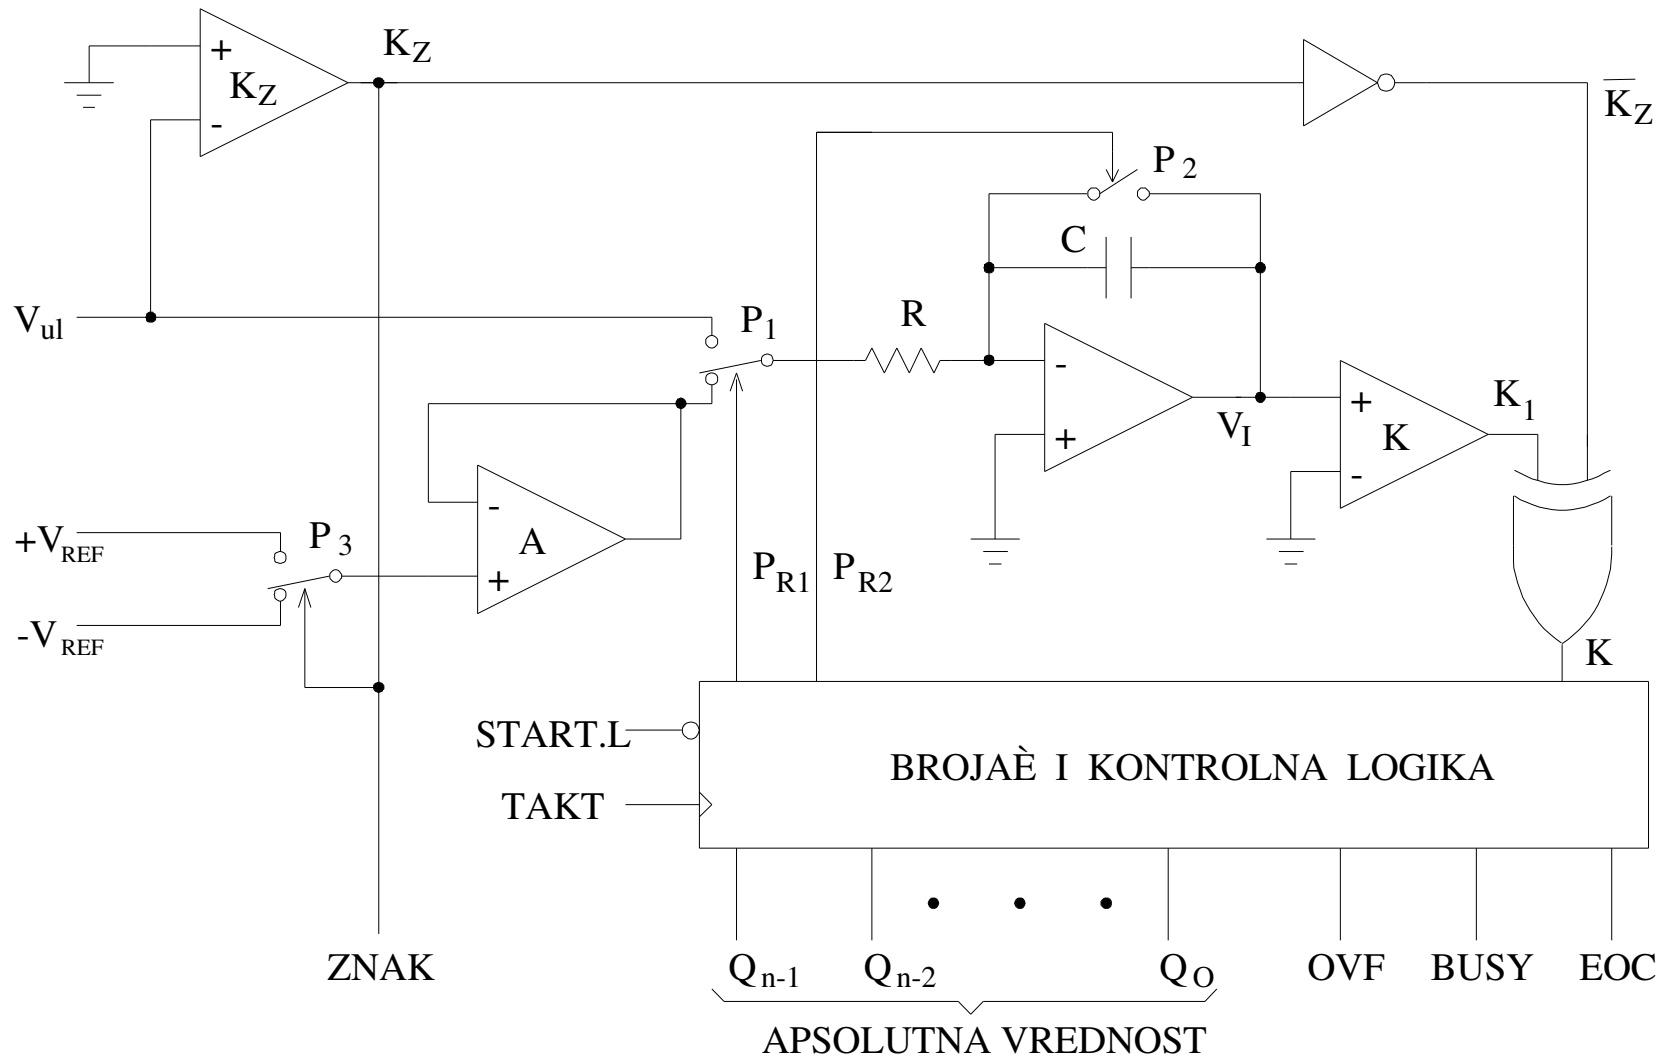 K_Z
+
K_Z
-
K̅_Z
P_2
C
V_ul
P_1
R
-
+
V_I
+
K
-
K_1
+V_REF
P_3
-V_REF
-
A
+
P_R1
P_R2
K
START.L
TAKT
BROJAÈ I KONTROLNA LOGIKA
ZNAK
Q_n-1
Q_n-2
• • •
Q_O
OVF
BUSY
EOC
APSOLUTNA VREDNOST